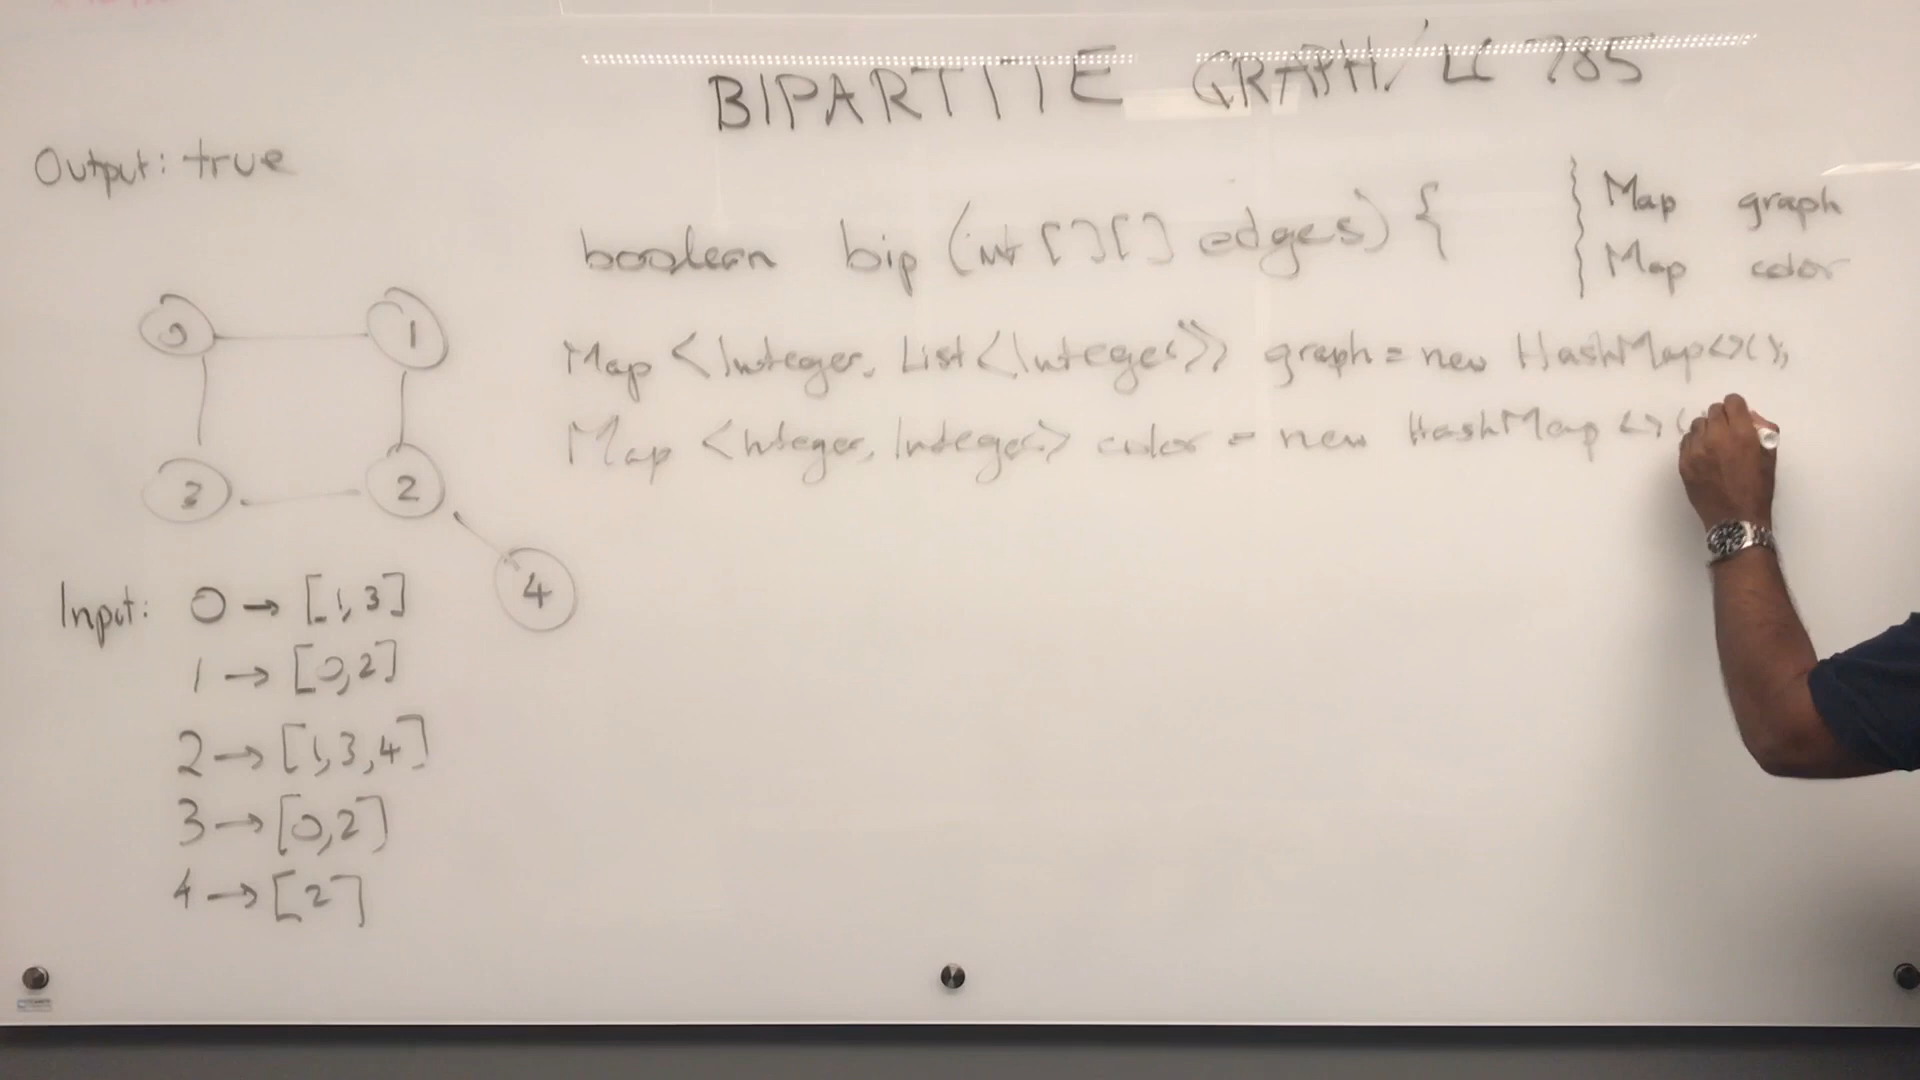 BIPARTITE GRAPH / LC 785
Output: true
boolean bip (int [][] edges) {
Map graph
Map color
Map <Integer, List<Integer>> graph = new HashMap<>();
Map <Integer, Integer> color = new HashMap <>(
0
1
3
2
4
Input: 0 → [1,3]
1 → [0,2]
2 → [1,3,4]
3 → [0,2]
4 → [2]